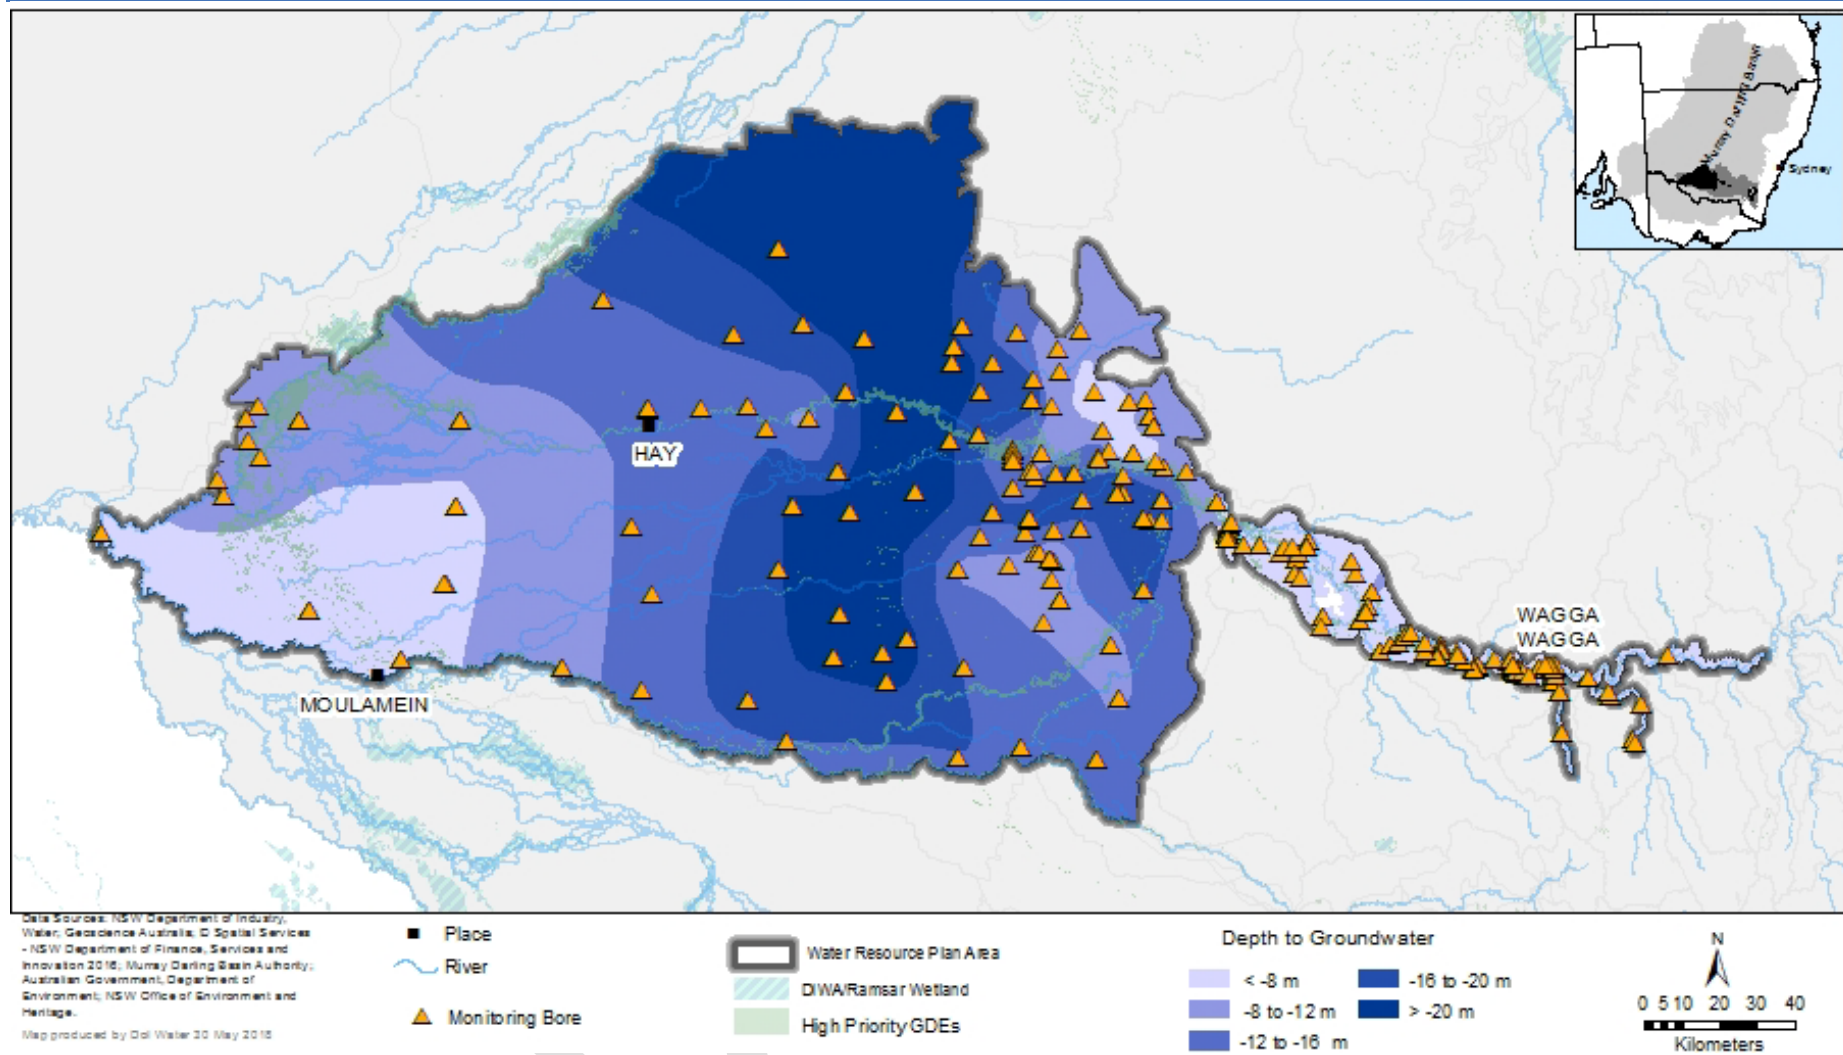 Murray Darling Basin
Sydney
HAY
WAGGA
WAGGA
MOULAMEIN
Data Sources: NSW Department of Industry,
Water; Geoscience Australia; D Spatial Services
- NSW Department of Finance, Services and
Innovation 2016; Murray Darling Basin Authority;
Australian Government, Department of
Environment; NSW Office of Environment and
Heritage.
Map produced by DoI Water 30 May 2018
Place
River
Monitoring Bore
Water Resource Plan Area
DIWA/Ramsar Wetland
High Priority GDEs
Depth to Groundwater
< -8 m
-8 to -12 m
-12 to -16 m
-16 to -20 m
> -20 m
N
0 5 10 20 30 40
Kilometers